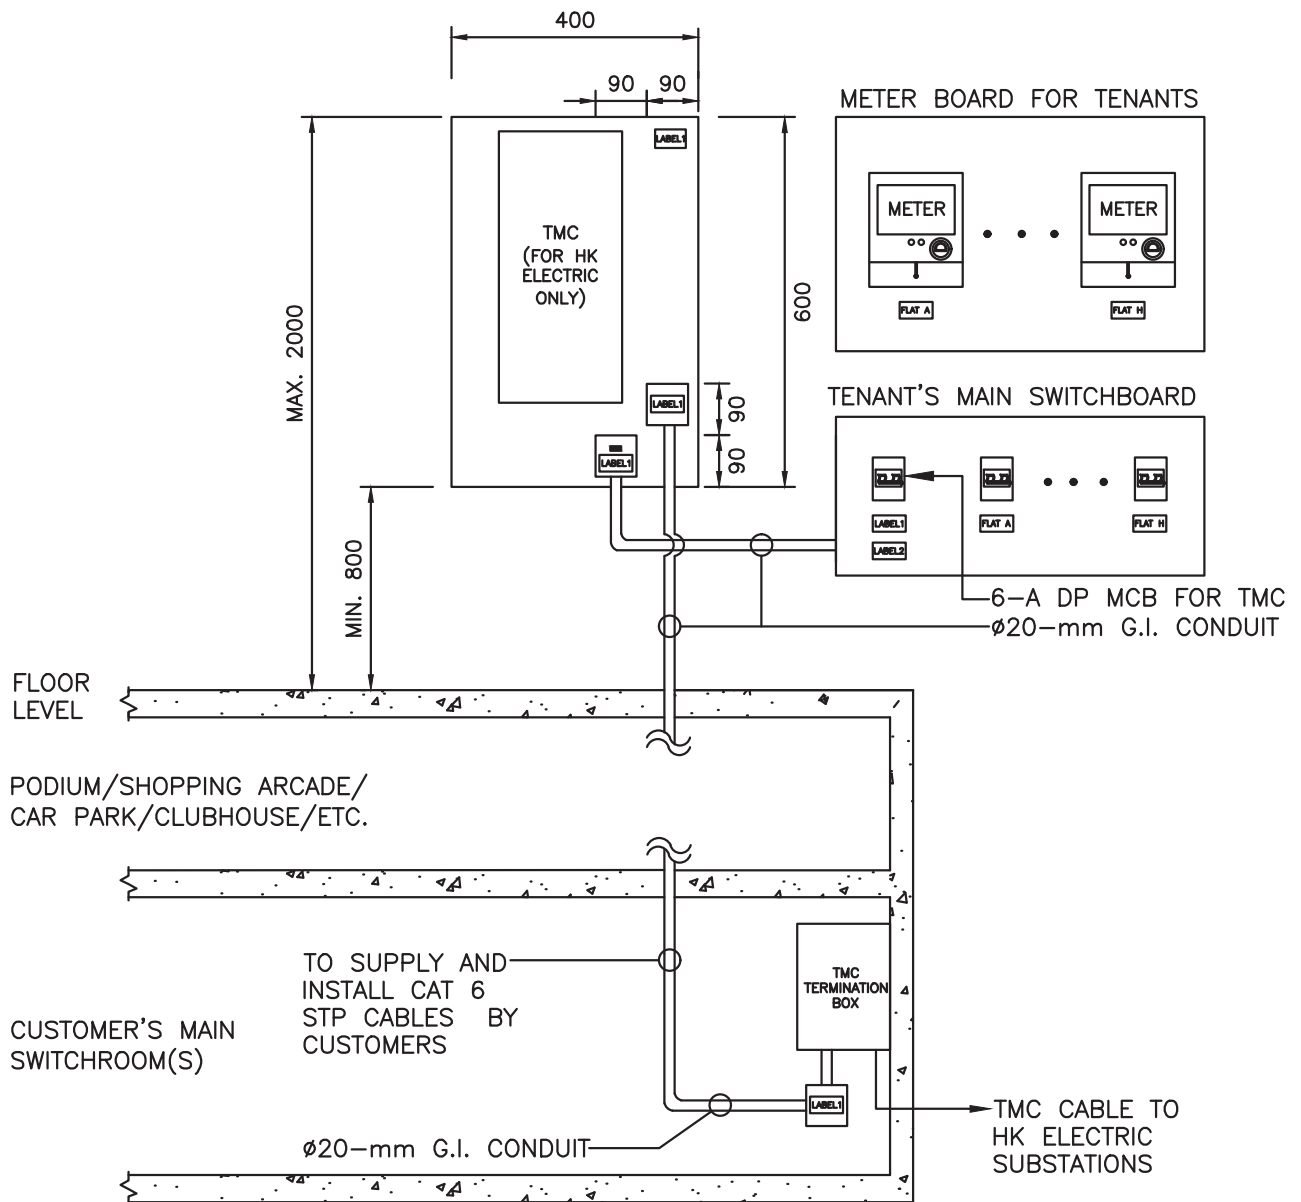 400
90
90
METER BOARD FOR TENANTS
LABEL1
METER
METER
TMC
(FOR HK
ELECTRIC
ONLY)
MAX. 2000
600
FLAT A
FLAT H
LABEL1
90
TENANT'S MAIN SWITCHBOARD
LABEL1
90
LABEL1
FLAT A
FLAT H
LABEL2
MIN. 800
6-A DP MCB FOR TMC
ø20-mm G.I. CONDUIT
FLOOR
LEVEL
PODIUM/SHOPPING ARCADE/
CAR PARK/CLUBHOUSE/ETC.
TO SUPPLY AND
INSTALL CAT 6
STP CABLES BY
CUSTOMERS
TMC
TERMINATION
BOX
CUSTOMER'S MAIN
SWITCHROOM(S)
LABEL1
TMC CABLE TO
HK ELECTRIC
SUBSTATIONS
ø20-mm G.I. CONDUIT